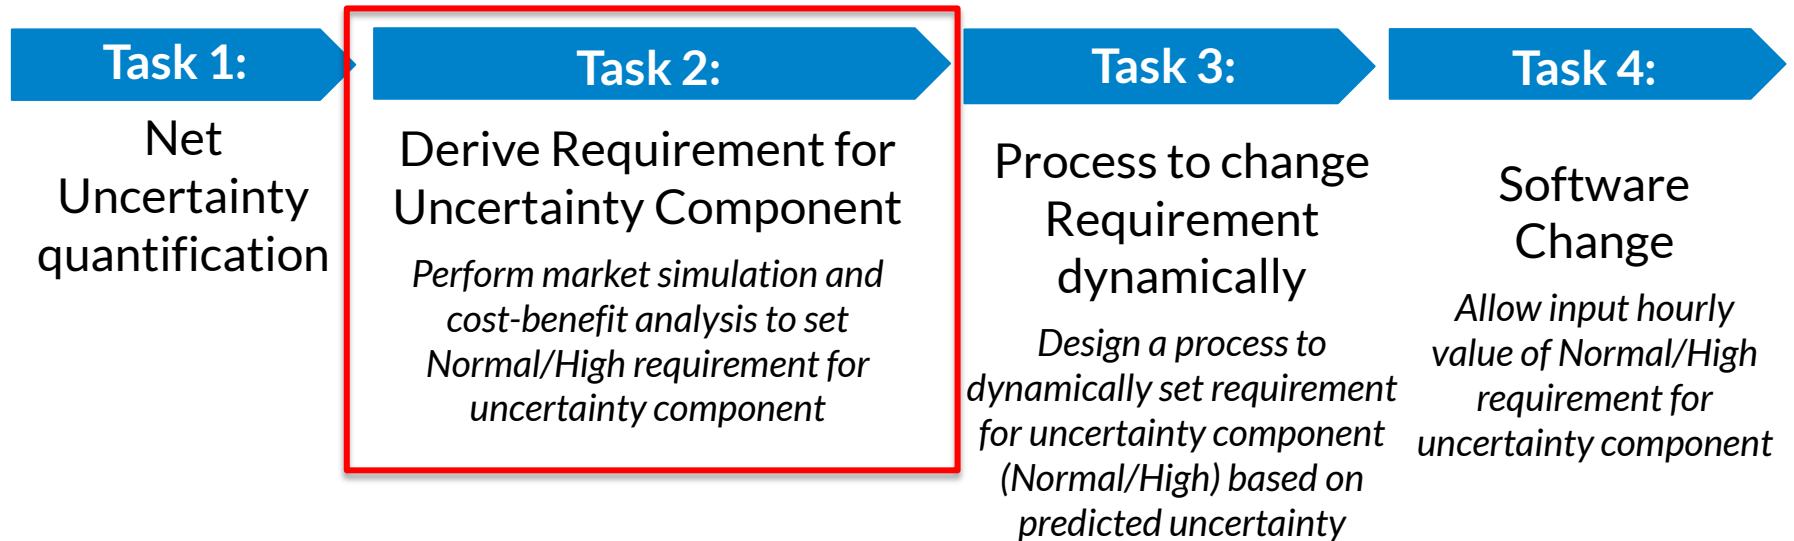 Task 1:
Net
Uncertainty
quantification
Task 2:
Derive Requirement for
Uncertainty Component
Perform market simulation and
cost-benefit analysis to set
Normal/High requirement for
uncertainty component
Task 3:
Process to change
Requirement
dynamically
Design a process to
dynamically set requirement
for uncertainty component
(Normal/High) based on
predicted uncertainty
Task 4:
Software
Change
Allow input hourly
value of Normal/High
requirement for
uncertainty component